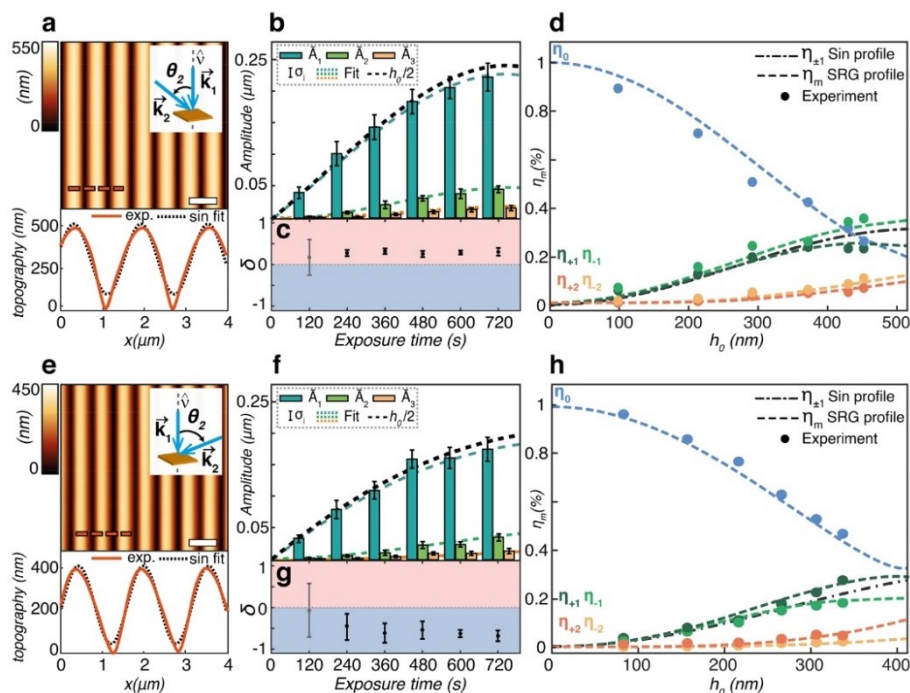 a
550
(nm)
0
θ2
v̂
k⃗1
k⃗2
exp. sin fit
topography (nm)
500
250
0
0 1 2 3 4
x(μm)
b
0.25
Ã1 Ã2 Ã3
σi Fit h0/2
Amplitude (μm)
0.05
c
1
δ
0
-1
0 120 240 360 480 600 720
Exposure time (s)
d
η0
η±1 Sin profile
ηm SRG profile
Experiment
1
0.8
0.6
0.4
0.2
0
ηm(%)
η+1 η-1
η+2 η-2
0 100 200 300 400 500
h0 (nm)
e
450
(nm)
0
v̂
k⃗1
θ2
k⃗2
exp. sin fit
topography (nm)
400
200
0
0 1 2 3 4
x(μm)
f
0.25
Ã1 Ã2 Ã3
σi Fit h0/2
Amplitude (μm)
0.05
g
1
δ
0
-1
0 120 240 360 480 600 720
Exposure time (s)
h
η0
η±1 Sin profile
ηm SRG profile
Experiment
1
0.8
0.6
0.4
0.2
0
ηm(%)
η+1 η-1
η+2 η-2
0 100 200 300 400
h0 (nm)